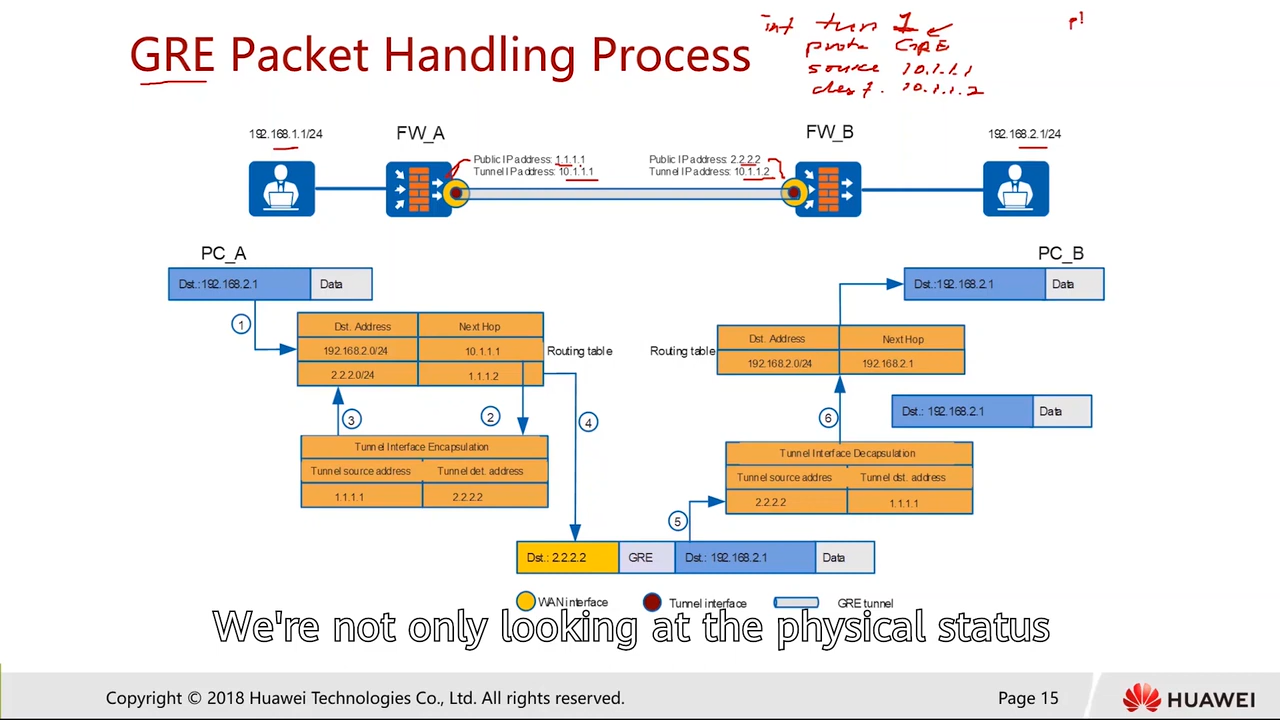 int tun 1
GRE Packet Handling Process
proto GRE
source 10.1.1.1
dest. 10.1.1.2
192.168.1.1/24
FW_A
FW_B
192.168.2.1/24
Public IP address: 1.1.1.1
Tunnel IP address: 10.1.1.1
Public IP address: 2.2.2.2
Tunnel IP address: 10.1.1.2
PC_A
PC_B
Dst.:192.168.2.1 Data
Dst.:192.168.2.1 Data
1
Dst. Address Next Hop
192.168.2.0/24 10.1.1.1
2.2.2.0/24 1.1.1.2
Routing table
Routing table
Dst. Address Next Hop
192.168.2.0/24 192.168.2.1
3
2
4
6
Dst.: 192.168.2.1 Data
Tunnel Interface Encapsulation
Tunnel source address Tunnel det. address
1.1.1.1 2.2.2.2
Tunnel Interface Decapsulation
Tunnel source addres Tunnel dst. address
2.2.2.2 1.1.1.1
5
Dst.: 2.2.2.2 GRE Dst.: 192.168.2.1 Data
WAN interface Tunnel interface GRE tunnel
We're not only looking at the physical status
Copyright © 2018 Huawei Technologies Co., Ltd. All rights reserved.
Page 15
HUAWEI